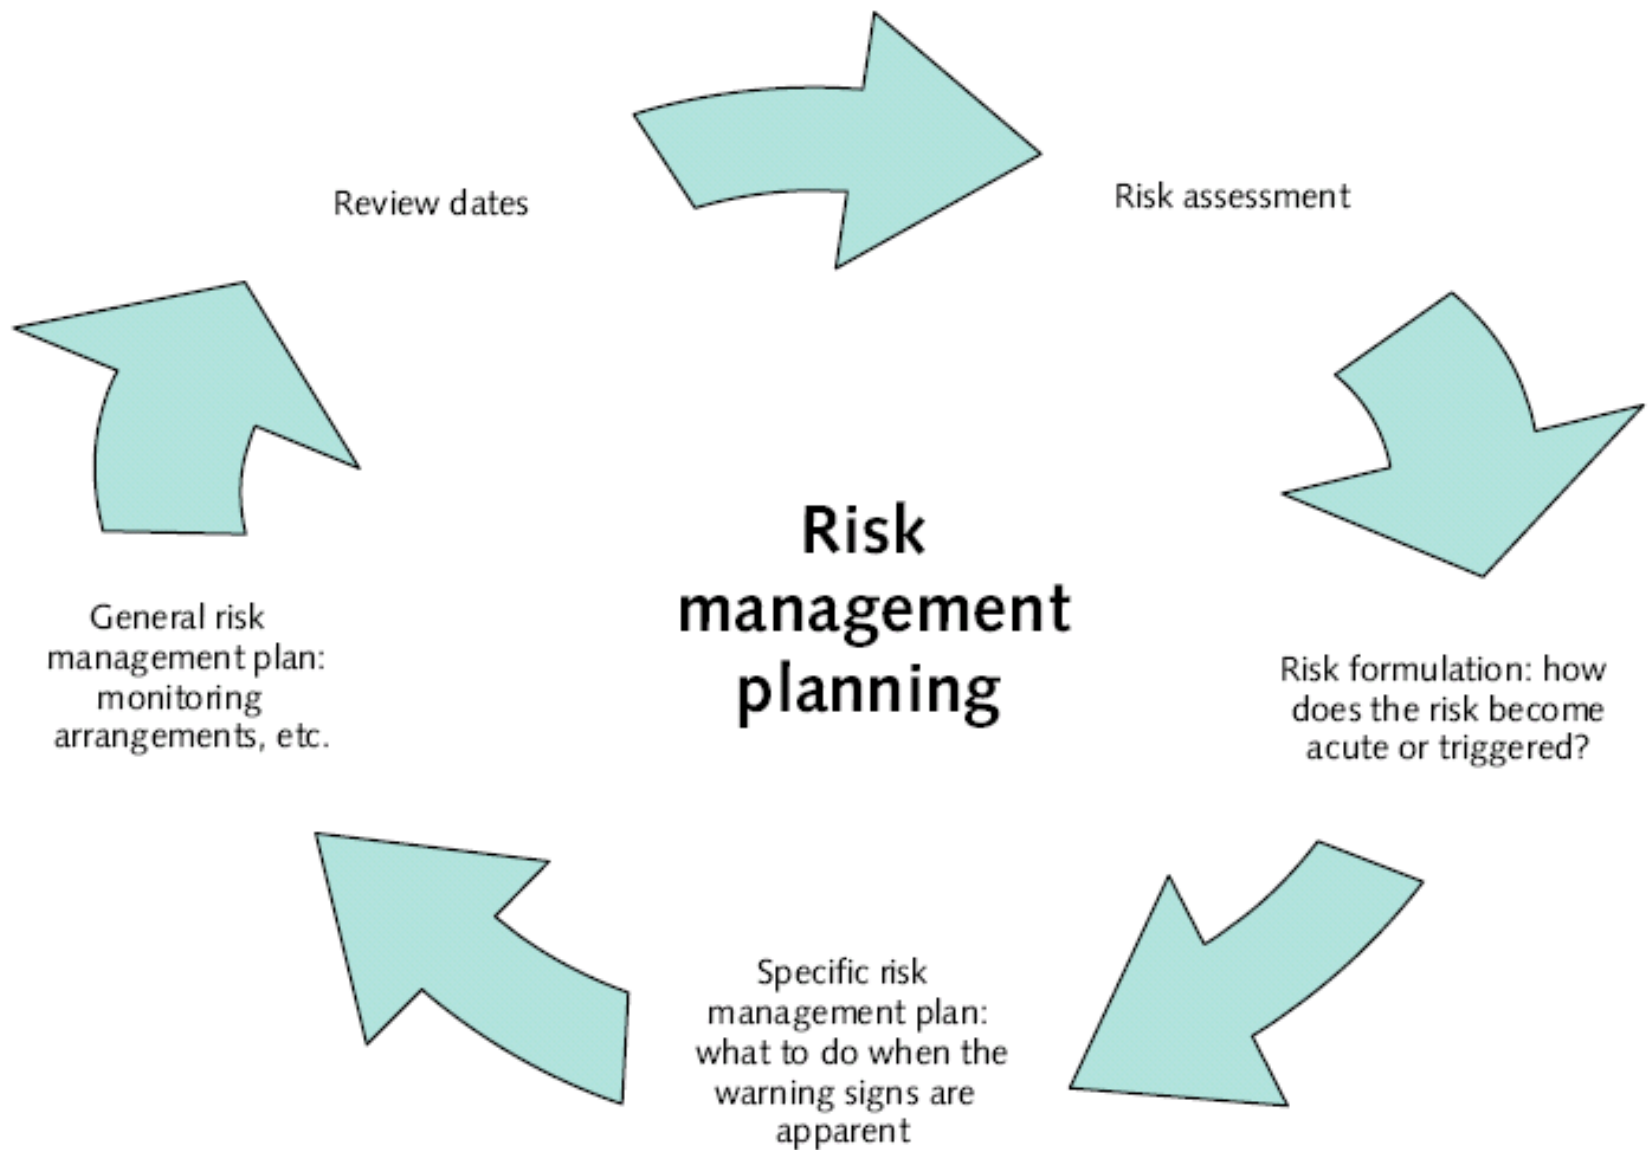 Review dates
Risk assessment
Risk
management
planning
General risk
management plan:
monitoring
arrangements, etc.
Risk formulation: how
does the risk become
acute or triggered?
Specific risk
management plan:
what to do when the
warning signs are
apparent